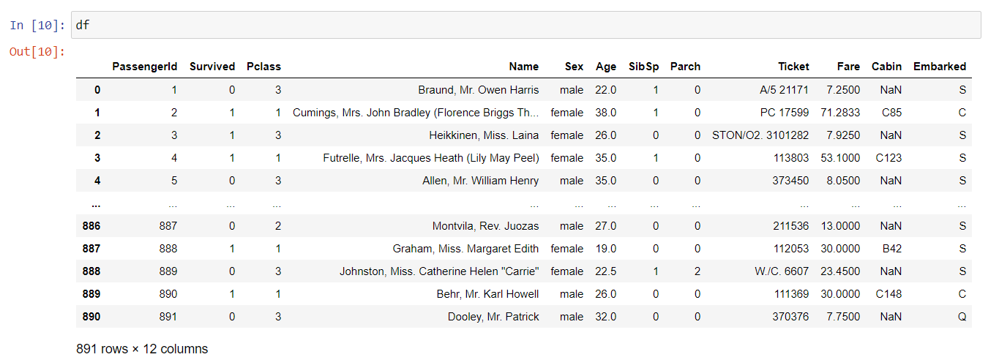 In [10]: df
Out[10]:
PassengerId Survived Pclass Name Sex Age SibSp Parch Ticket Fare Cabin Embarked
0 1 0 3 Braund, Mr. Owen Harris male 22.0 1 0 A/5 21171 7.2500 NaN S
1 2 1 1 Cumings, Mrs. John Bradley (Florence Briggs Th... female 38.0 1 0 PC 17599 71.2833 C85 C
2 3 1 3 Heikkinen, Miss. Laina female 26.0 0 0 STON/O2. 3101282 7.9250 NaN S
3 4 1 1 Futrelle, Mrs. Jacques Heath (Lily May Peel) female 35.0 1 0 113803 53.1000 C123 S
4 5 0 3 Allen, Mr. William Henry male 35.0 0 0 373450 8.0500 NaN S
... ... ... ... ... ... ... ... ... ... ... ... ...
886 887 0 2 Montvila, Rev. Juozas male 27.0 0 0 211536 13.0000 NaN S
887 888 1 1 Graham, Miss. Margaret Edith female 19.0 0 0 112053 30.0000 B42 S
888 889 0 3 Johnston, Miss. Catherine Helen "Carrie" female 22.5 1 2 W./C. 6607 23.4500 NaN S
889 890 1 1 Behr, Mr. Karl Howell male 26.0 0 0 111369 30.0000 C148 C
890 891 0 3 Dooley, Mr. Patrick male 32.0 0 0 370376 7.7500 NaN Q
891 rows × 12 columns